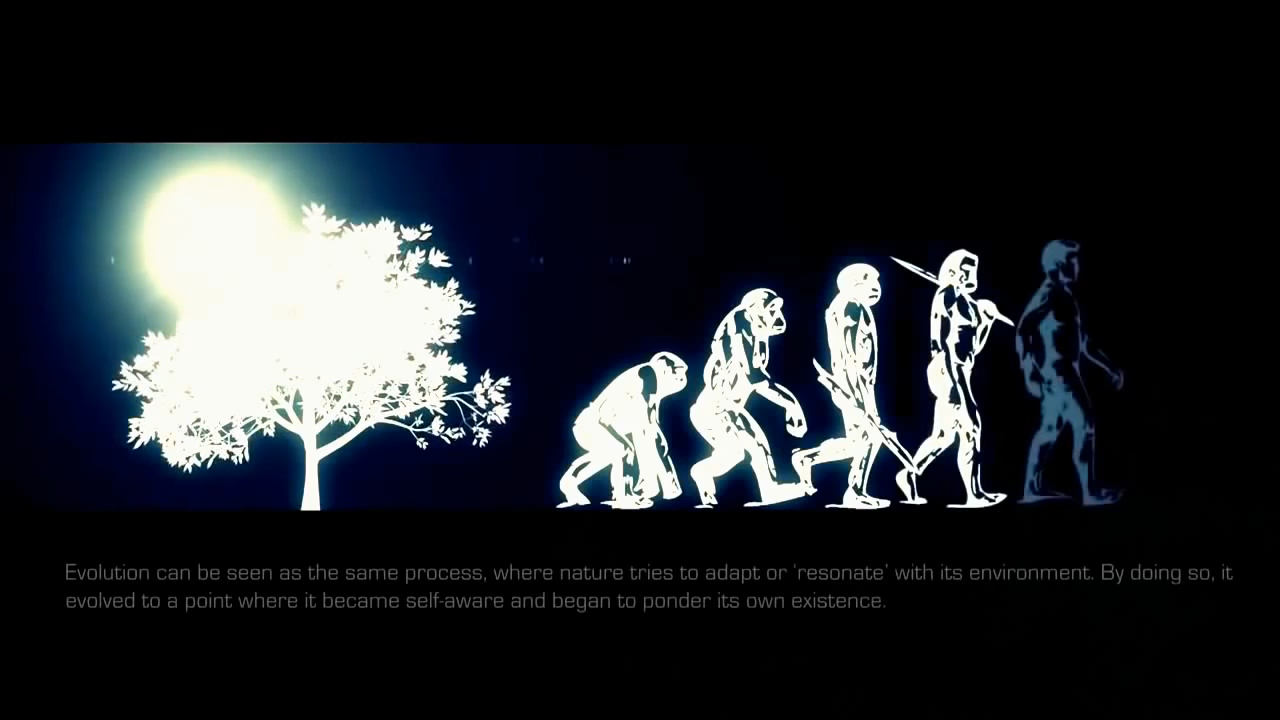 Evolution can be seen as the same process, where nature tries to adapt or ‘resonate’ with its environment. By doing so, it
evolved to a point where it became self-aware and began to ponder its own existence.